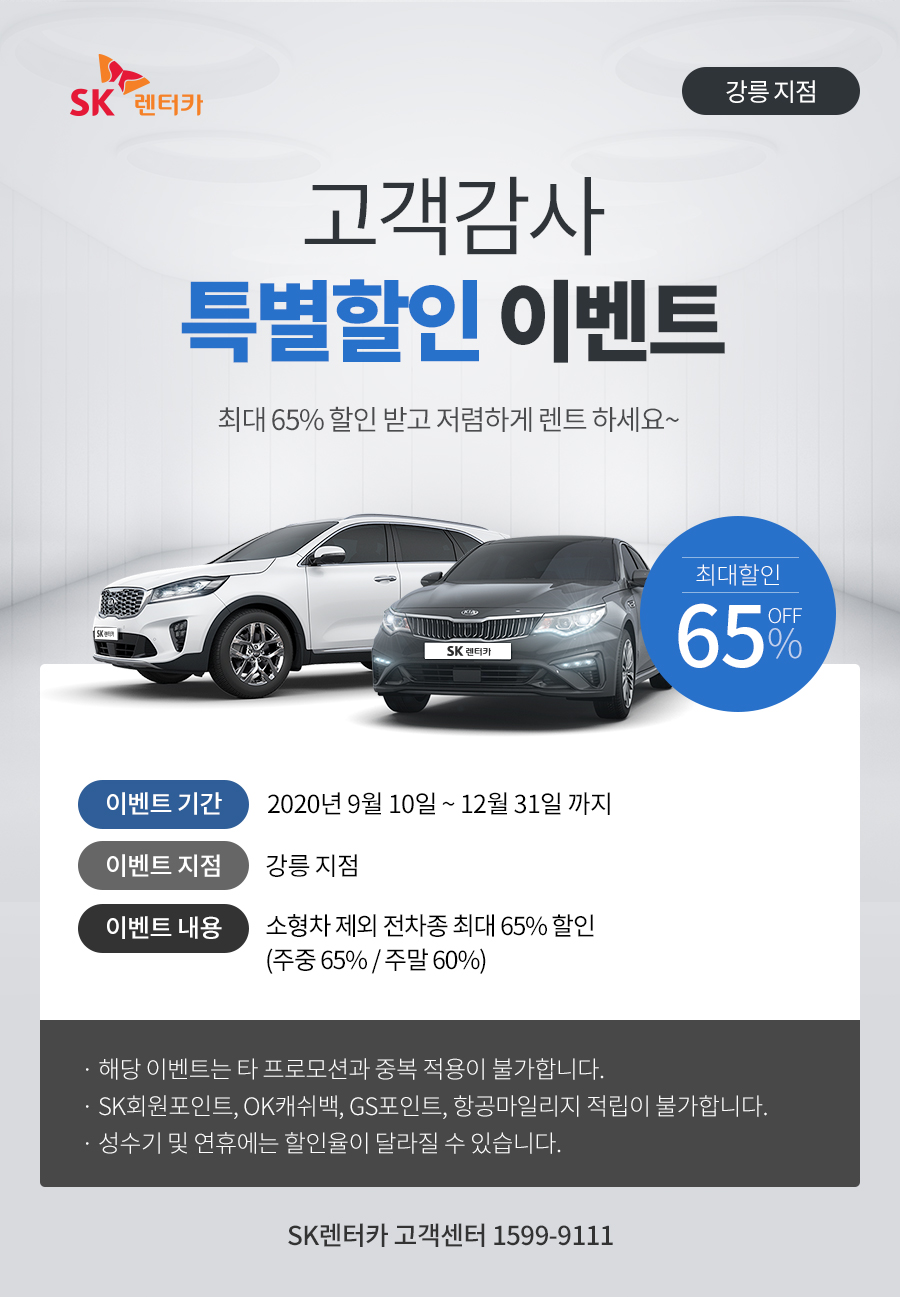 SK 렌터카
강릉 지점
고객감사
특별할인 이벤트
최대 65% 할인 받고 저렴하게 렌트 하세요~
KIA
SK 렌터카
SK 렌터카
최대할인
65% OFF
이벤트 기간 2020년 9월 10일 ~ 12월 31일 까지
이벤트 지점 강릉 지점
이벤트 내용 소형차 제외 전차종 최대 65% 할인
(주중 65% / 주말 60%)
· 해당 이벤트는 타 프로모션과 중복 적용이 불가합니다.
· SK회원포인트, OK캐쉬백, GS포인트, 항공마일리지 적립이 불가합니다.
· 성수기 및 연휴에는 할인율이 달라질 수 있습니다.
SK렌터카 고객센터 1599-9111